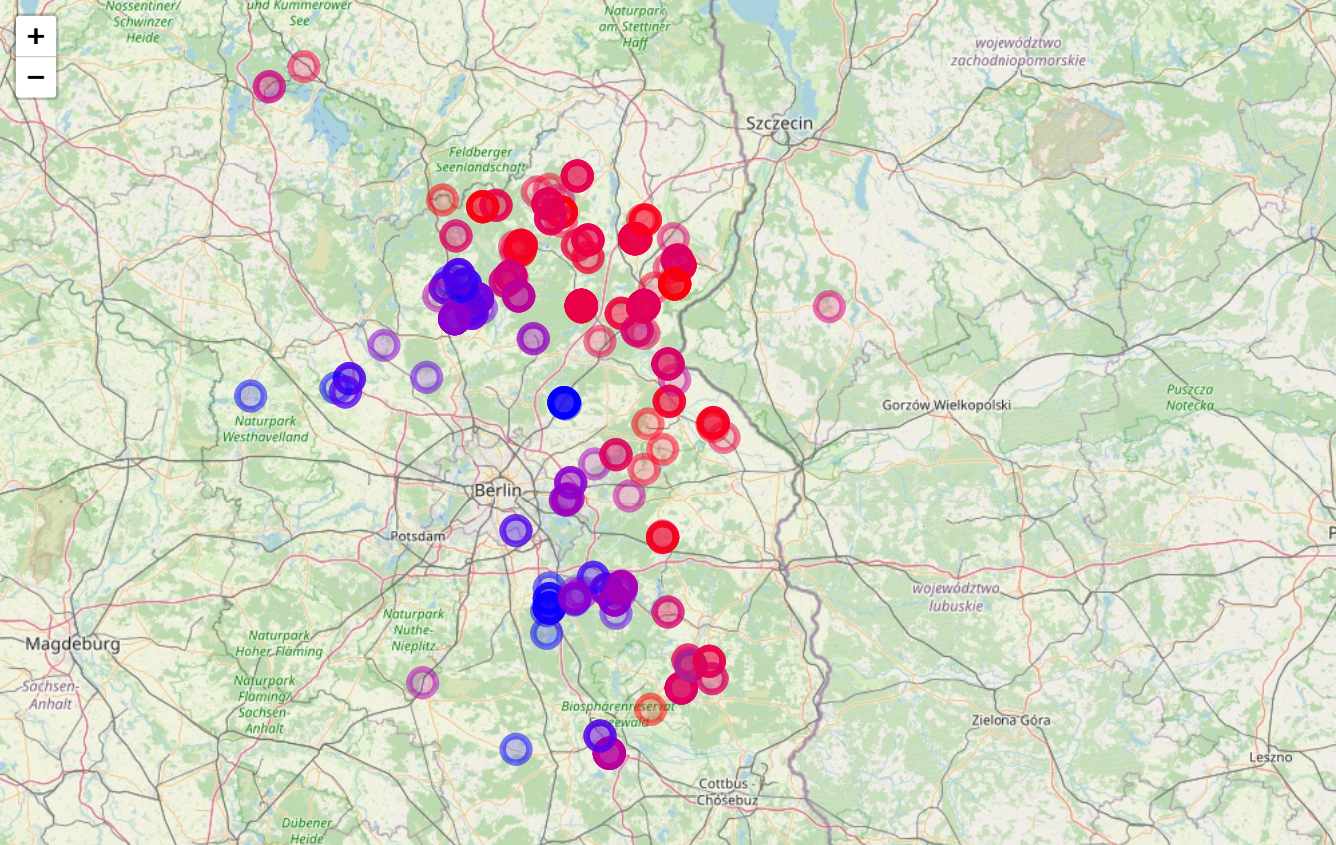 Nossentiner/
Schwinzer
Heide
und Kummerower
See
Naturpark
am Stettiner
Haff
+
−
województwo
zachodniopomorskie
Szczecin
Feldberger
Seenlandschaft
Naturpark
Westhavelland
Gorzów Wielkopolski
Puszcza
Notecka
Berlin
Potsdam
P
województwo
lubuskie
Naturpark
Nuthe-
Nieplitz
Magdeburg
Naturpark
Hoher Fläming
Sachsen-
Anhalt
Naturpark
Fläming/
Sachsen-
Anhalt
Biosphärenreservat
Zielona Góra
Leszno
Cottbus -
Chóśebuz
Dübener
Heide